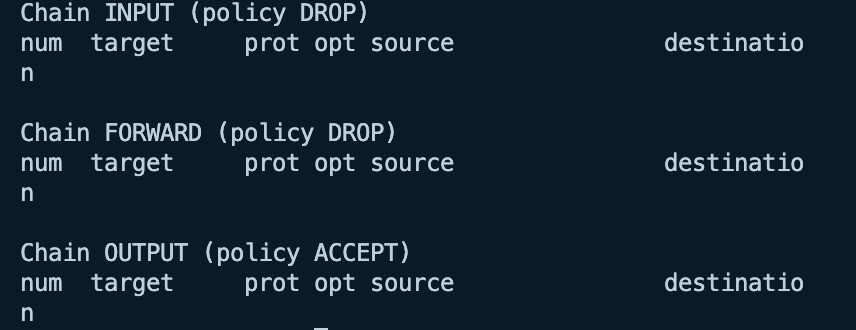 Chain INPUT (policy DROP)
num  target     prot opt source               destinatio
n
Chain FORWARD (policy DROP)
num  target     prot opt source               destinatio
n
Chain OUTPUT (policy ACCEPT)
num  target     prot opt source               destinatio
n